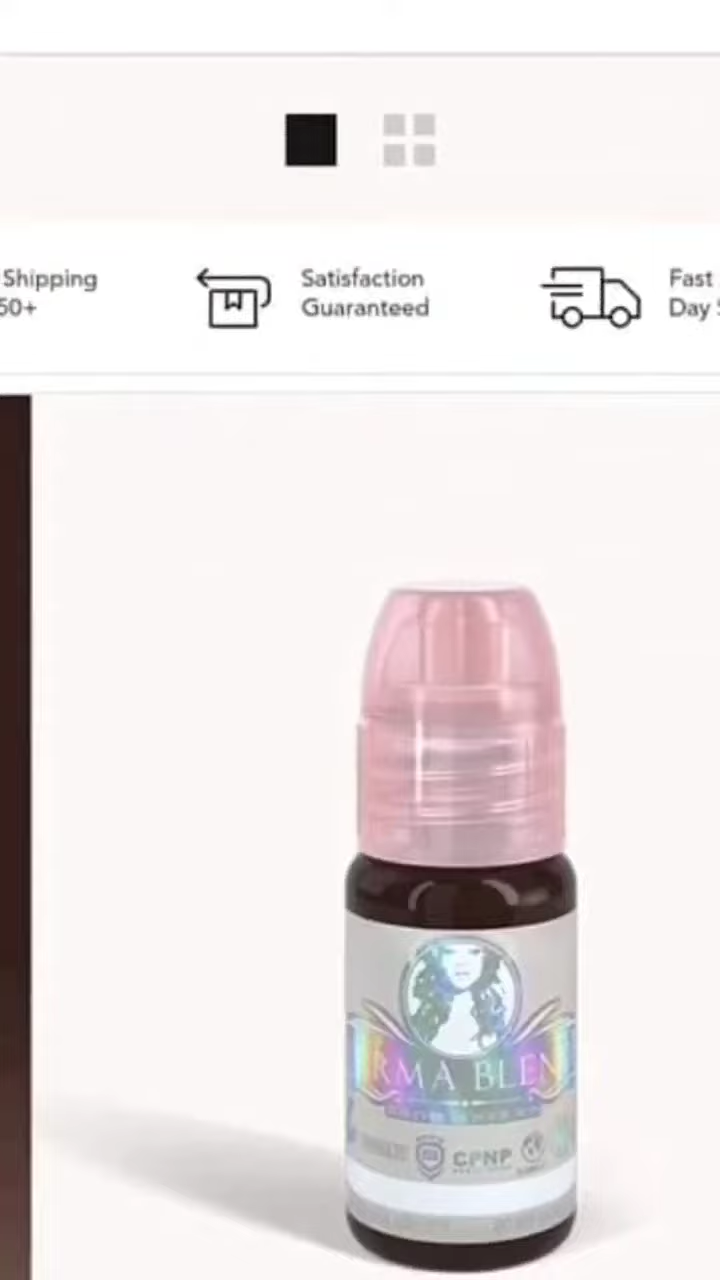 Shipping
50+
Satisfaction
Guaranteed
Fast
Day S
RMA BLEN
CPNP